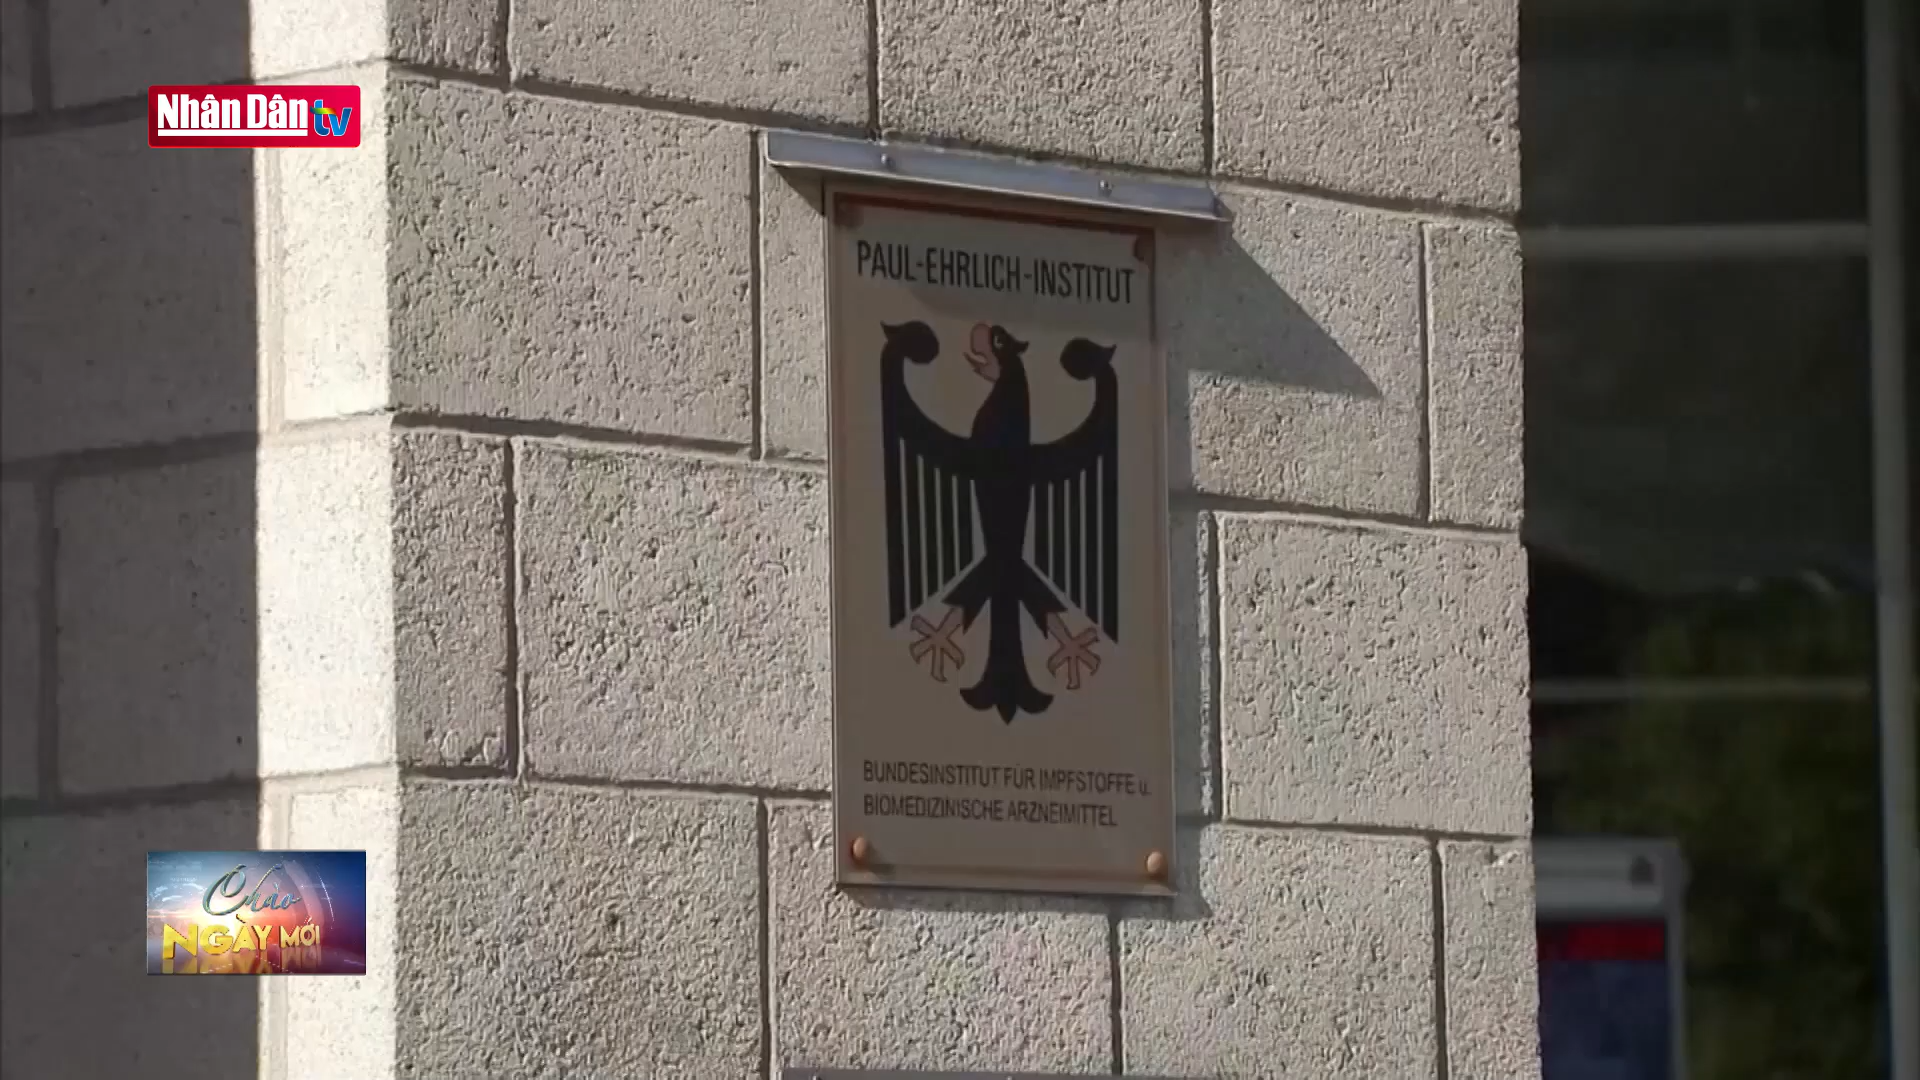 Nhân Dân tv
PAUL-EHRLICH-INSTITUT
BUNDESINSTITUT FÜR IMPFSTOFFE u.
BIOMEDIZINISCHE ARZNEIMITTEL
Chào
NGÀY MỚI